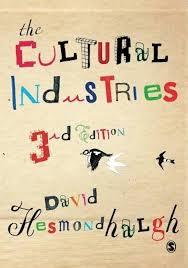 the
CULTURAL
INDUSTRIES
3rd EDITION
DAVID
HESMONDHALGH
S